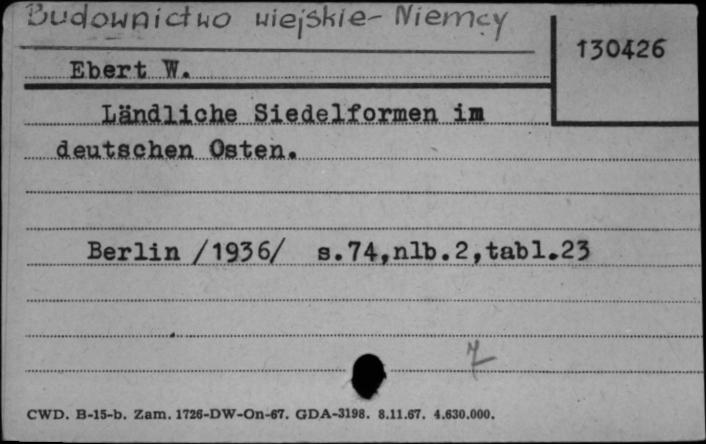 Budownictwo wiejskie - Niemcy
130426
Ebert W.
Ländliche Siedelformen im
deutschen Osten.
Berlin /1936/ s.74,nlb.2,tabl.23
CWD. B-15-b. Zam. 1726-DW-On-67. GDA-3198. 8.11.67. 4.630.000.